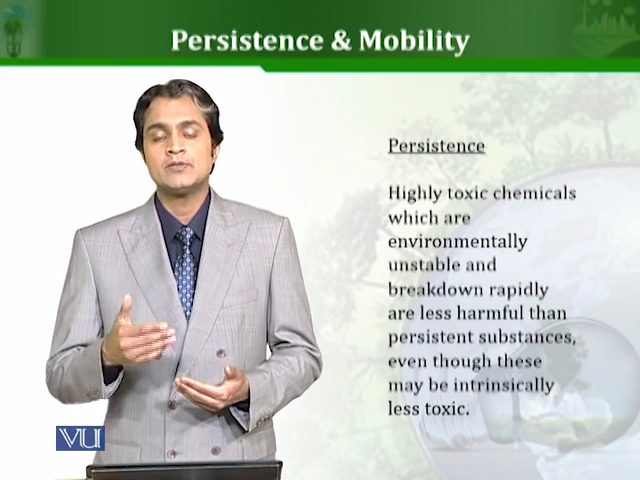 Persistence & Mobility
Persistence
Highly toxic chemicals
which are
environmentally
unstable and
breakdown rapidly
are less harmful than
persistent substances,
even though these
may be intrinsically
less toxic.
VU